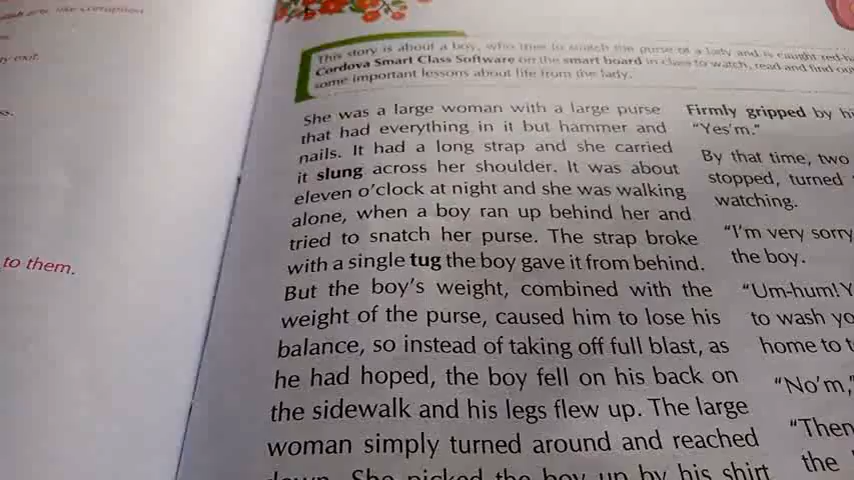 to them.
This story is about a boy, who tries to snatch the purse of a lady and is caught
Cordova Smart Class Software on the smart board in class to watch, read and find out
some important lessons about life from the lady.
She was a large woman with a large purse
that had everything in it but hammer and
nails. It had a long strap and she carried
it slung across her shoulder. It was about
eleven o'clock at night and she was walking
alone, when a boy ran up behind her and
tried to snatch her purse. The strap broke
with a single tug the boy gave it from behind.
But the boy's weight, combined with the
weight of the purse, caused him to lose his
balance, so instead of taking off full blast, as
he had hoped, the boy fell on his back on
the sidewalk and his legs flew up. The large
woman simply turned around and reached
down. She picked the boy up by his shirt
Firmly gripped by
"Yes'm."
By that time, two
stopped, turned
watching.
"I'm very sorry
the boy.
"Um-hum!
to wash
home to
"No'm,"
"Then
the